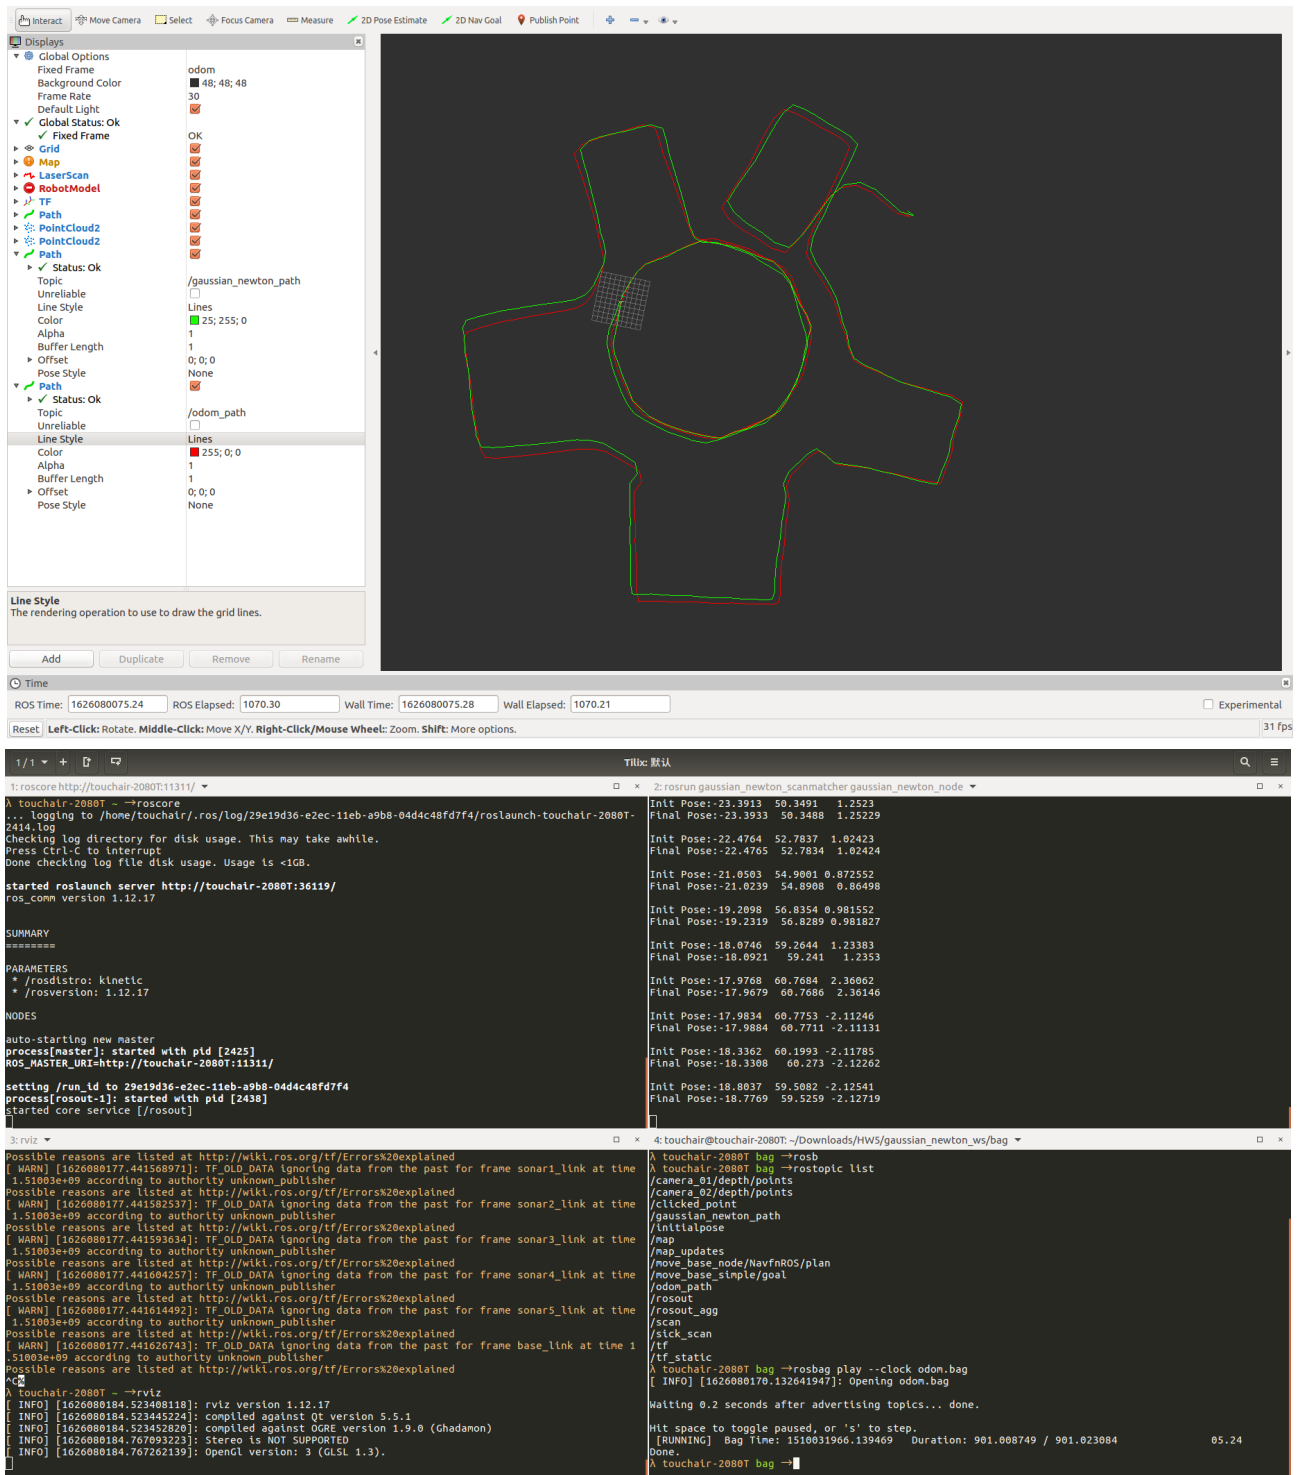 Interact Move Camera Select Focus Camera Measure 2D Pose Estimate 2D Nav Goal Publish Point
Displays
Global Options
Fixed Frame odom
Background Color 48; 48; 48
Frame Rate 30
Default Light
Global Status: Ok
Fixed Frame OK
Grid
Map
LaserScan
RobotModel
TF
Path
PointCloud2
PointCloud2
Path
Status: Ok
Topic /gaussian_newton_path
Unreliable
Line Style Lines
Color 25; 255; 0
Alpha 1
Buffer Length 1
Offset 0; 0; 0
Pose Style None
Path
Status: Ok
Topic /odom_path
Unreliable
Line Style Lines
Color 255; 0; 0
Alpha 1
Buffer Length 1
Offset 0; 0; 0
Pose Style None
Line Style
The rendering operation to use to draw the grid lines.
Add Duplicate Remove Rename
Time
ROS Time: 1626080075.24 ROS Elapsed: 1070.30 Wall Time: 1626080075.28 Wall Elapsed: 1070.21 Experimental
Reset Left-Click: Rotate. Middle-Click: Move X/Y. Right-Click/Mouse Wheel:: Zoom. Shift: More options. 31 fps
1 / 1 Tilix: 默认
1: roscore http://touchair-2080T:11311/
λ touchair-2080T ~ →roscore
... logging to /home/touchair/.ros/log/29e19d36-e2ec-11eb-a9b8-04d4c48fd7f4/roslaunch-touchair-2080T-
2414.log
Checking log directory for disk usage. This may take awhile.
Press Ctrl-C to interrupt
Done checking log file disk usage. Usage is <1GB.
started roslaunch server http://touchair-2080T:36119/
ros_comm version 1.12.17
SUMMARY
========
PARAMETERS
* /rosdistro: kinetic
* /rosversion: 1.12.17
NODES
auto-starting new master
process[master]: started with pid [2425]
ROS_MASTER_URI=http://touchair-2080T:11311/
setting /run_id to 29e19d36-e2ec-11eb-a9b8-04d4c48fd7f4
process[rosout-1]: started with pid [2438]
started core service [/rosout]
2: rosrun gaussian_newton_scanmatcher gaussian_newton_node
Init Pose:-23.3913 50.3491 1.2523
Final Pose:-23.3933 50.3488 1.25229
Init Pose:-22.4764 52.7837 1.02423
Final Pose:-22.4765 52.7834 1.02424
Init Pose:-21.0503 54.9001 0.872552
Final Pose:-21.0239 54.8908 0.86498
Init Pose:-19.2098 56.8354 0.981552
Final Pose:-19.2319 56.8289 0.981827
Init Pose:-18.0746 59.2644 1.23383
Final Pose:-18.0921 59.241 1.2353
Init Pose:-17.9768 60.7684 2.36062
Final Pose:-17.9679 60.7686 2.36146
Init Pose:-17.9834 60.7753 -2.11246
Final Pose:-17.9884 60.7711 -2.11131
Init Pose:-18.3362 60.1993 -2.11785
Final Pose:-18.3308 60.273 -2.12262
Init Pose:-18.8037 59.5082 -2.12541
Final Pose:-18.7769 59.5259 -2.12719
3: rviz
Possible reasons are listed at http://wiki.ros.org/tf/Errors%20explained
[ WARN] [1626080177.441568971]: TF_OLD_DATA ignoring data from the past for frame sonar1_link at time
1.51003e+09 according to authority unknown_publisher
Possible reasons are listed at http://wiki.ros.org/tf/Errors%20explained
[ WARN] [1626080177.441582537]: TF_OLD_DATA ignoring data from the past for frame sonar2_link at time
1.51003e+09 according to authority unknown_publisher
Possible reasons are listed at http://wiki.ros.org/tf/Errors%20explained
[ WARN] [1626080177.441593634]: TF_OLD_DATA ignoring data from the past for frame sonar3_link at time
1.51003e+09 according to authority unknown_publisher
Possible reasons are listed at http://wiki.ros.org/tf/Errors%20explained
[ WARN] [1626080177.441604257]: TF_OLD_DATA ignoring data from the past for frame sonar4_link at time
1.51003e+09 according to authority unknown_publisher
Possible reasons are listed at http://wiki.ros.org/tf/Errors%20explained
[ WARN] [1626080177.441614492]: TF_OLD_DATA ignoring data from the past for frame sonar5_link at time
1.51003e+09 according to authority unknown_publisher
Possible reasons are listed at http://wiki.ros.org/tf/Errors%20explained
[ WARN] [1626080177.441626743]: TF_OLD_DATA ignoring data from the past for frame base_link at time 1
.51003e+09 according to authority unknown_publisher
Possible reasons are listed at http://wiki.ros.org/tf/Errors%20explained
^C%
λ touchair-2080T ~ →rviz
[ INFO] [1626080184.523408118]: rviz version 1.12.17
[ INFO] [1626080184.523445224]: compiled against Qt version 5.5.1
[ INFO] [1626080184.523452820]: compiled against OGRE version 1.9.0 (Ghadamon)
[ INFO] [1626080184.767093223]: Stereo is NOT SUPPORTED
[ INFO] [1626080184.767262139]: OpenGl version: 3 (GLSL 1.3).
4: touchair@touchair-2080T: ~/Downloads/HW5/gaussian_newton_ws/bag
λ touchair-2080T bag →rosb
λ touchair-2080T bag →rostopic list
/camera_01/depth/points
/camera_02/depth/points
/clicked_point
/gaussian_newton_path
/initialpose
/map
/map_updates
/move_base_node/NavfnROS/plan
/move_base_simple/goal
/odom_path
/rosout
/rosout_agg
/scan
/sick_scan
/tf
/tf_static
λ touchair-2080T bag →rosbag play --clock odom.bag
[ INFO] [1626080170.132641947]: Opening odom.bag
Waiting 0.2 seconds after advertising topics... done.
Hit space to toggle paused, or 's' to step.
[RUNNING] Bag Time: 1510031966.139469 Duration: 901.008749 / 901.023084 05.24
Done.
λ touchair-2080T bag →